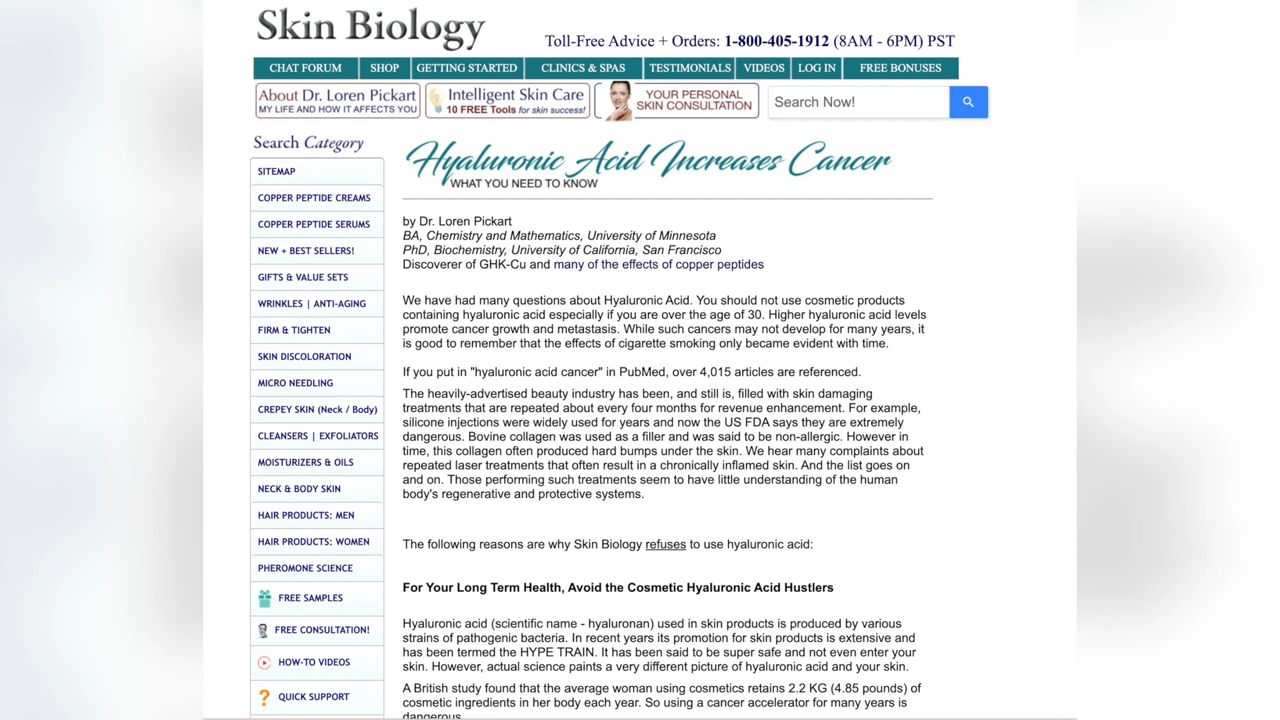 Skin Biology
Toll-Free Advice + Orders: 1-800-405-1912 (8AM - 6PM) PST
CHAT FORUM
SHOP
GETTING STARTED
CLINICS & SPAS
TESTIMONIALS
VIDEOS
LOG IN
FREE BONUSES
About Dr. Loren Pickart
MY LIFE AND HOW IT AFFECTS YOU
Intelligent Skin Care
10 FREE Tools for skin success!
YOUR PERSONAL
SKIN CONSULTATION
Search Now!
Search Category
SITEMAP
COPPER PEPTIDE CREAMS
COPPER PEPTIDE SERUMS
NEW + BEST SELLERS!
GIFTS & VALUE SETS
WRINKLES | ANTI-AGING
FIRM & TIGHTEN
SKIN DISCOLORATION
MICRO NEEDLING
CREPEY SKIN (Neck / Body)
CLEANSERS | EXFOLIATORS
MOISTURIZERS & OILS
NECK & BODY SKIN
HAIR PRODUCTS: MEN
HAIR PRODUCTS: WOMEN
PHEROMONE SCIENCE
FREE SAMPLES
FREE CONSULTATION!
HOW-TO VIDEOS
QUICK SUPPORT
Hyaluronic Acid Increases Cancer
WHAT YOU NEED TO KNOW
by Dr. Loren Pickart
BA, Chemistry and Mathematics, University of Minnesota
PhD, Biochemistry, University of California, San Francisco
Discoverer of GHK-Cu and many of the effects of copper peptides
We have had many questions about Hyaluronic Acid. You should not use cosmetic products
containing hyaluronic acid especially if you are over the age of 30. Higher hyaluronic acid levels
promote cancer growth and metastasis. While such cancers may not develop for many years, it
is good to remember that the effects of cigarette smoking only became evident with time.
If you put in "hyaluronic acid cancer" in PubMed, over 4,015 articles are referenced.
The heavily-advertised beauty industry has been, and still is, filled with skin damaging
treatments that are repeated about every four months for revenue enhancement. For example,
silicone injections were widely used for years and now the US FDA says they are extremely
dangerous. Bovine collagen was used as a filler and was said to be non-allergic. However in
time, this collagen often produced hard bumps under the skin. We hear many complaints about
repeated laser treatments that often result in a chronically inflamed skin. And the list goes on
and on. Those performing such treatments seem to have little understanding of the human
body's regenerative and protective systems.
The following reasons are why Skin Biology refuses to use hyaluronic acid:
For Your Long Term Health, Avoid the Cosmetic Hyaluronic Acid Hustlers
Hyaluronic acid (scientific name - hyaluronan) used in skin products is produced by various
strains of pathogenic bacteria. In recent years its promotion for skin products is extensive and
has been termed the HYPE TRAIN. It has been said to be super safe and not even enter your
skin. However, actual science paints a very different picture of hyaluronic acid and your skin.
A British study found that the average woman using cosmetics retains 2.2 KG (4.85 pounds) of
cosmetic ingredients in her body each year. So using a cancer accelerator for many years is
dangerous.